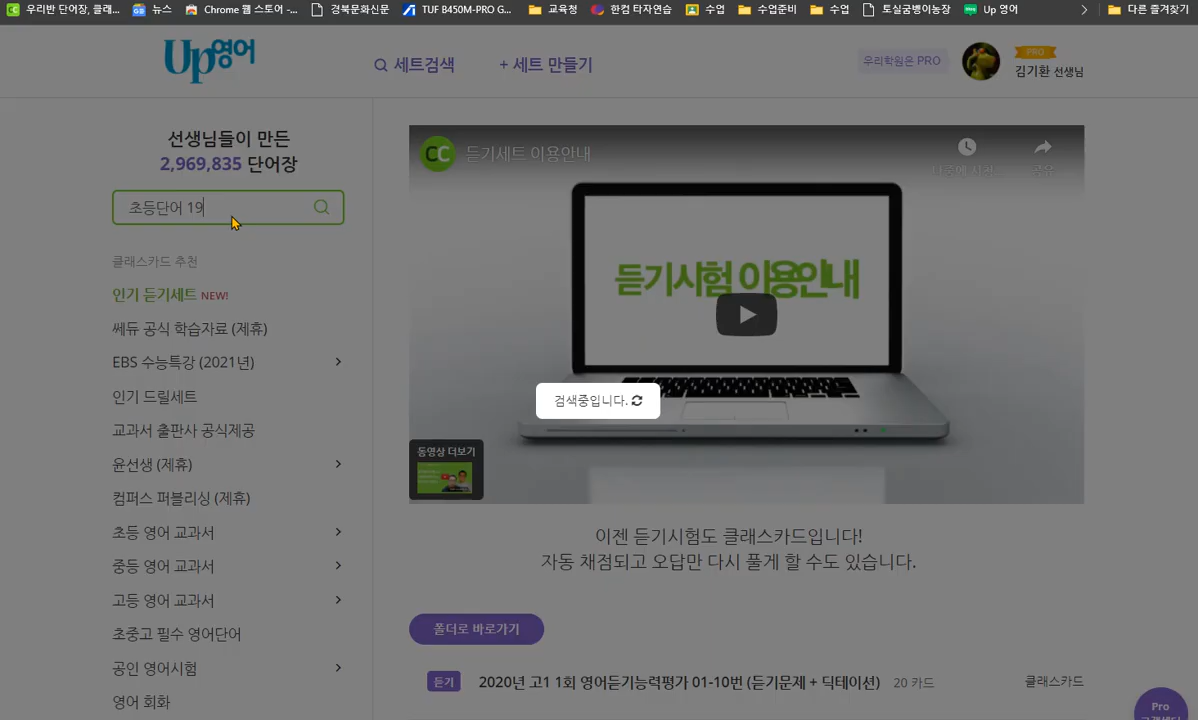 우리반 단어장, 클래...
뉴스
Chrome 웹 스토어 -...
경북문화신문
TUF B450M-PRO G...
교육청
한컴 타자연습
수업
수업준비
수업
토실굼벵이농장
Up 영어
다른 즐겨찾기
Up영어
세트검색
+ 세트 만들기
우리학원은 PRO
PRO
김기환 선생님
선생님들이 만든
2,969,835 단어장
초등단어 19
클래스카드 추천
인기 듣기세트 NEW!
쎄듀 공식 학습자료 (제휴)
EBS 수능특강 (2021년)
인기 드릴세트
교과서 출판사 공식제공
윤선생 (제휴)
컴퍼스 퍼블리싱 (제휴)
초등 영어 교과서
중등 영어 교과서
고등 영어 교과서
초중고 필수 영어단어
공인 영어시험
영어 회화
CC 듣기세트 이용안내
나중에 시청...
공유
듣기시험 이용안내
검색중입니다.
동영상 더보기
이젠 듣기시험도 클래스카드입니다!
자동 채점되고 오답만 다시 풀게 할 수도 있습니다.
폴더로 바로가기
듣기 2020년 고1 1회 영어듣기능력평가 01-10번 (듣기문제 + 딕테이션) 20 카드
클래스카드
Pro
고객센터